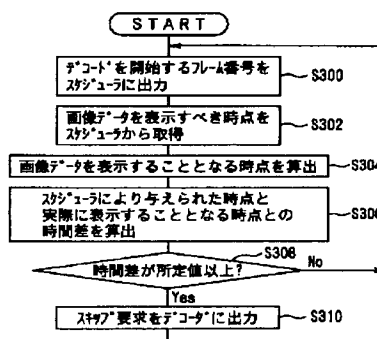 START
デコードを開始するフレーム番号を
スケジューラに出力
S300
画像データを表示すべき時点を
スケジューラから取得
S302
画像データを表示することとなる時点を算出
S304
スケジューラにより与えられた時点と
実際に表示することとなる時点との
時間差を算出
S306
時間差が所定値以上?
S308
No
Yes
スキップ要求をデコーダに出力
S310